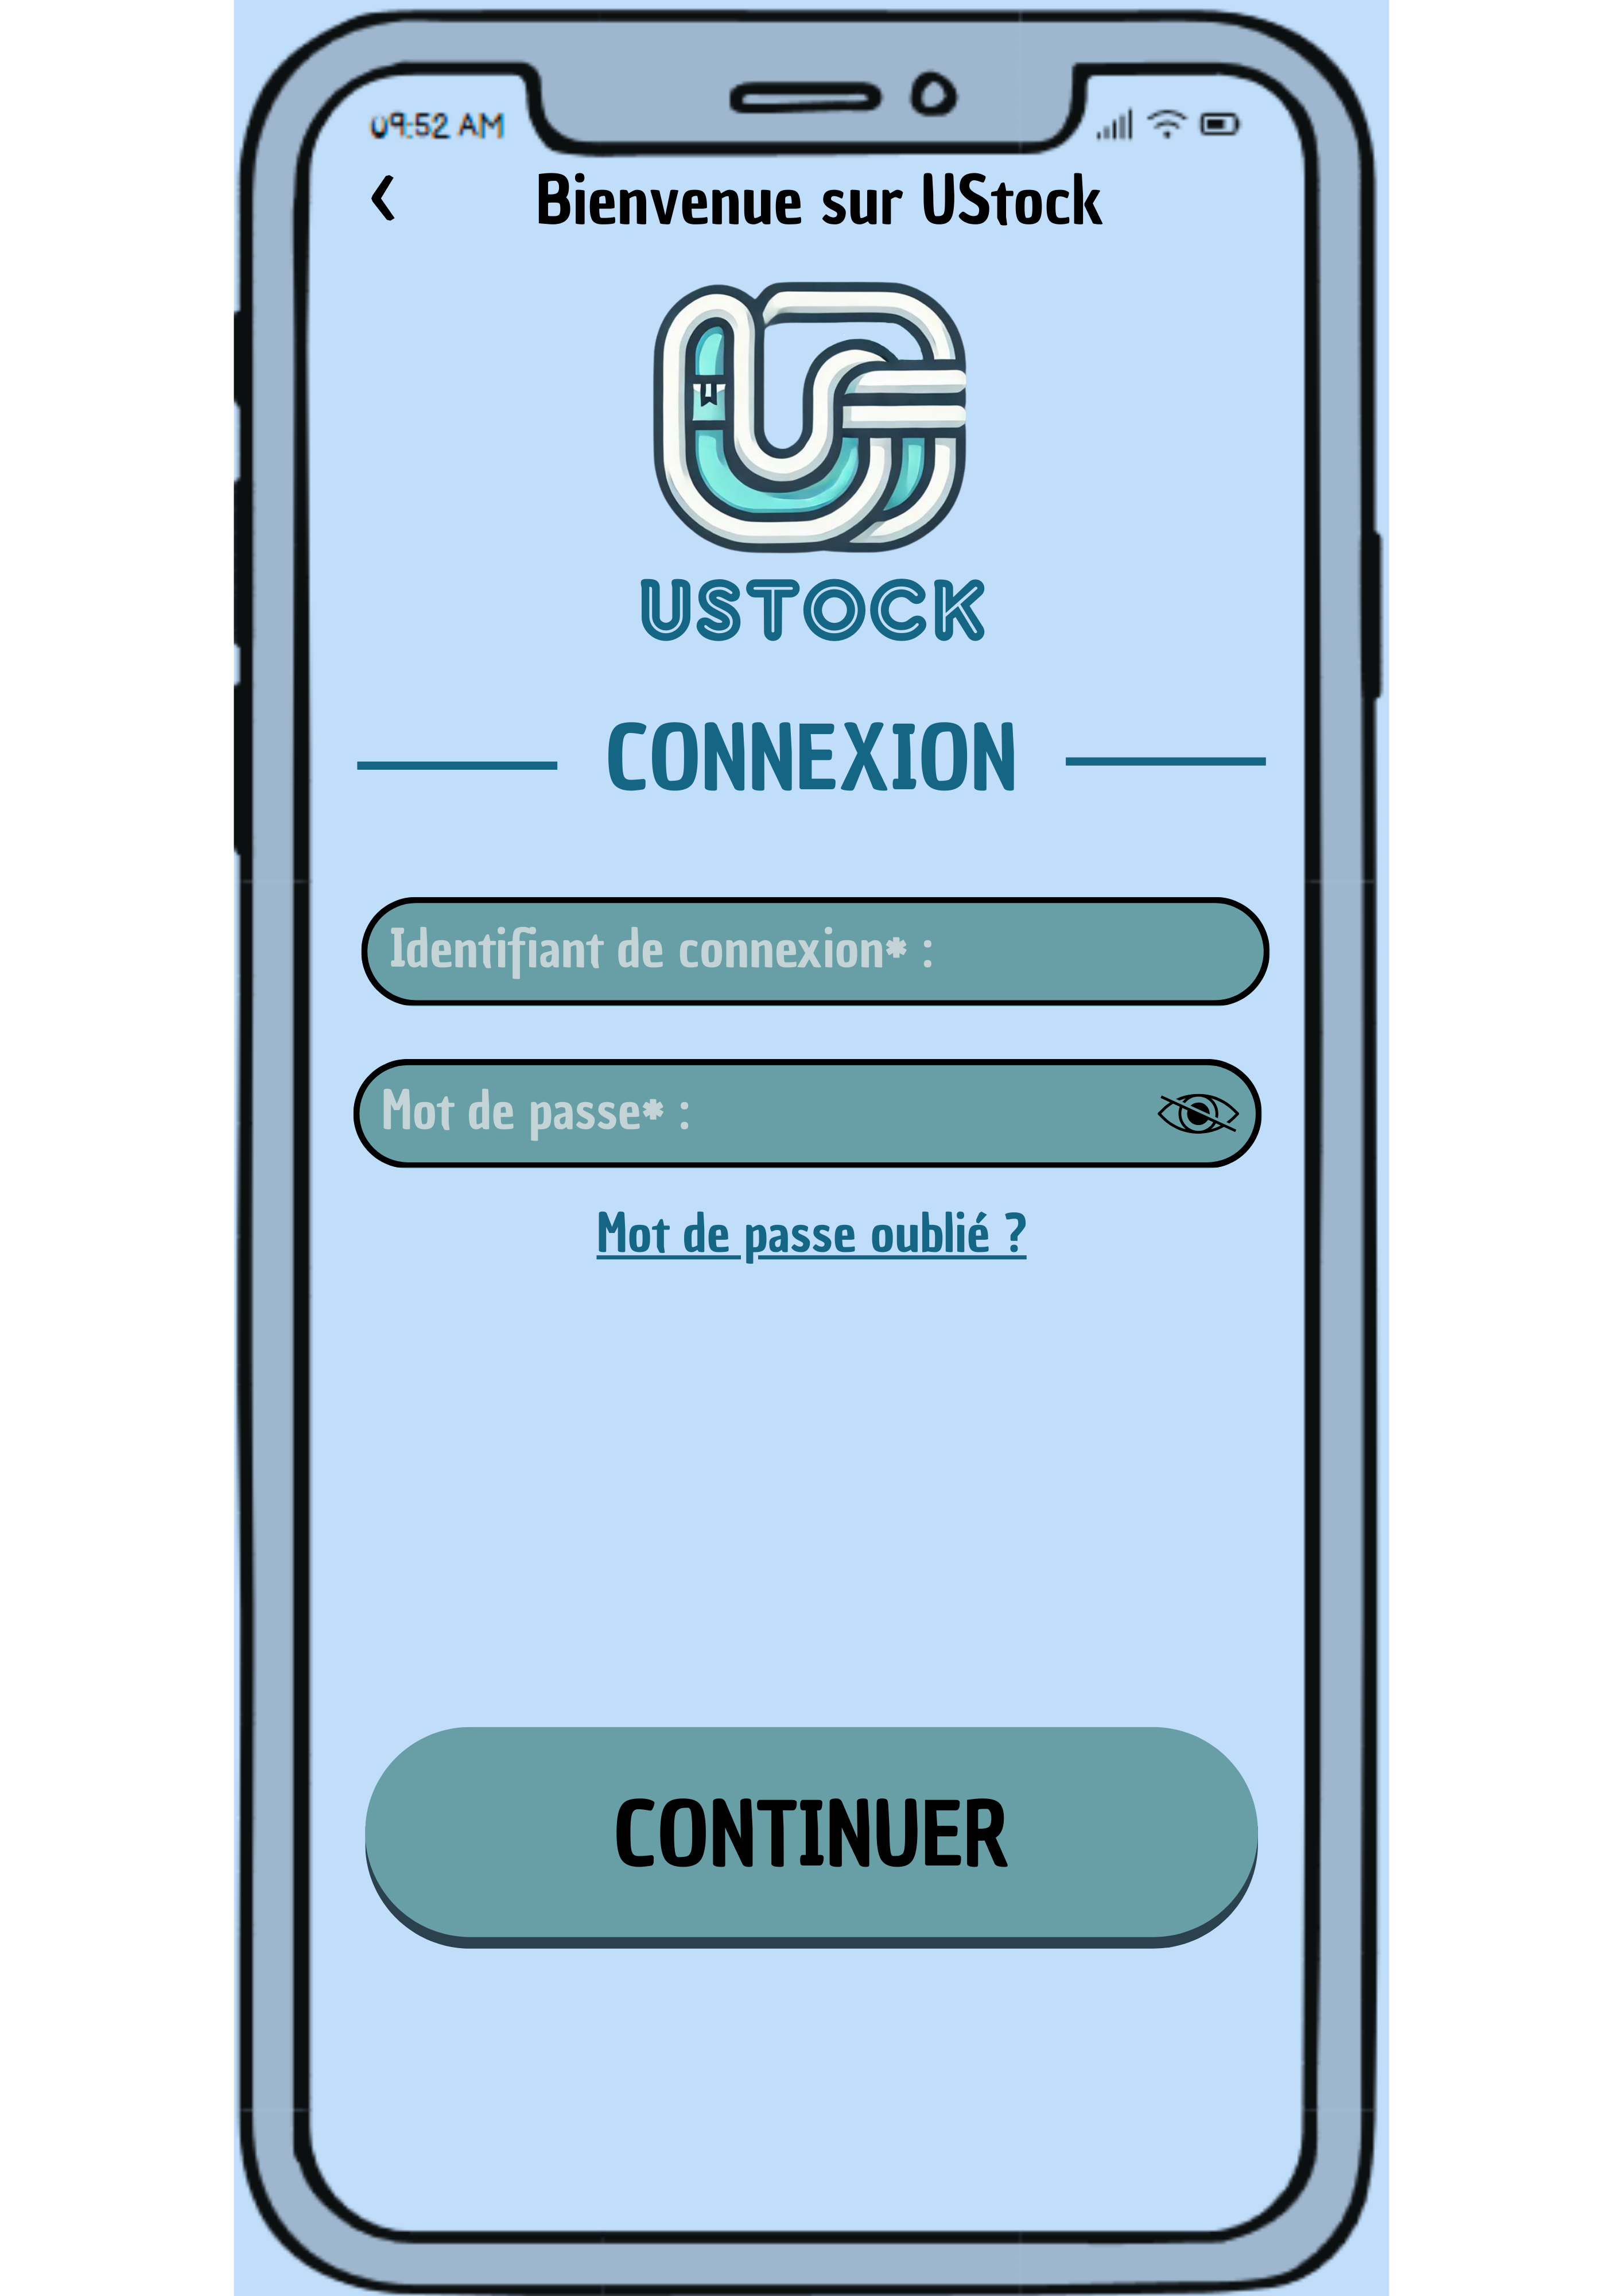 09:52 AM
Bienvenue sur UStock
USTOCK
CONNEXION
Identifiant de connexion* :
Mot de passe* :
Mot de passe oublié ?
CONTINUER